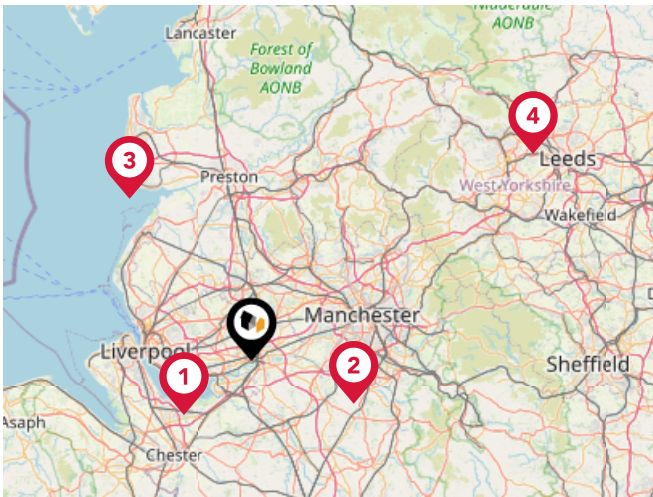 Nidderdale
AONB
Lancaster
Forest of
Bowland
AONB
4
Leeds
3
Preston
West Yorkshire
Wakefield
Manchester
Liverpool
2
Sheffield
1
Asaph
Chester